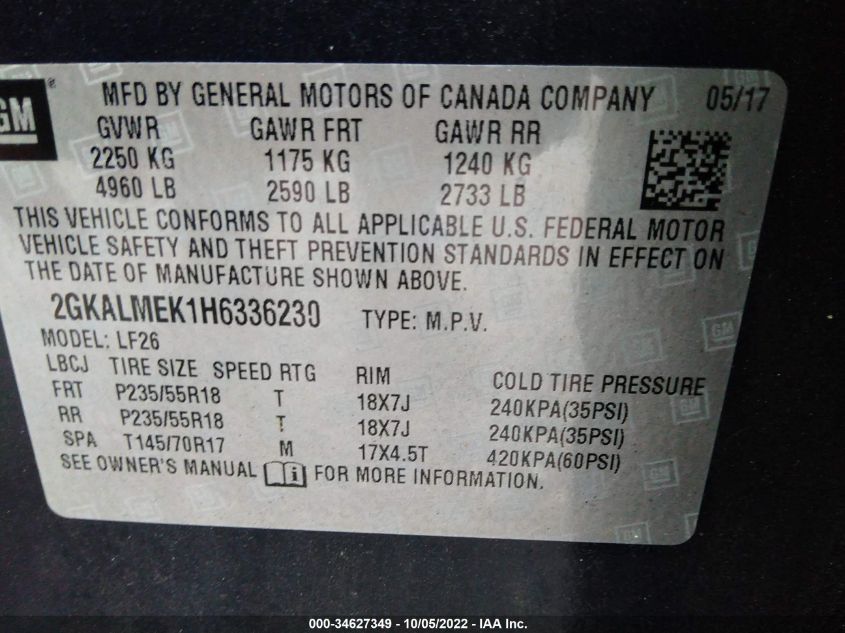 GM ®
MFD BY GENERAL MOTORS OF CANADA COMPANY 05/17
GVWR GAWR FRT GAWR RR
2250 KG 1175 KG 1240 KG
4960 LB 2590 LB 2733 LB
THIS VEHICLE CONFORMS TO ALL APPLICABLE U.S. FEDERAL MOTOR
VEHICLE SAFETY AND THEFT PREVENTION STANDARDS IN EFFECT ON
THE DATE OF MANUFACTURE SHOWN ABOVE.
2GKALMEK1H6336230 TYPE: M.P.V.
MODEL: LF26
LBCJ TIRE SIZE SPEED RTG RIM COLD TIRE PRESSURE
FRT P235/55R18 T 18X7J 240KPA(35PSI)
RR P235/55R18 T 18X7J 240KPA(35PSI)
SPA T145/70R17 M 17X4.5T 420KPA(60PSI)
SEE OWNER'S MANUAL FOR MORE INFORMATION.
000-34627349 - 10/05/2022 - IAA Inc.